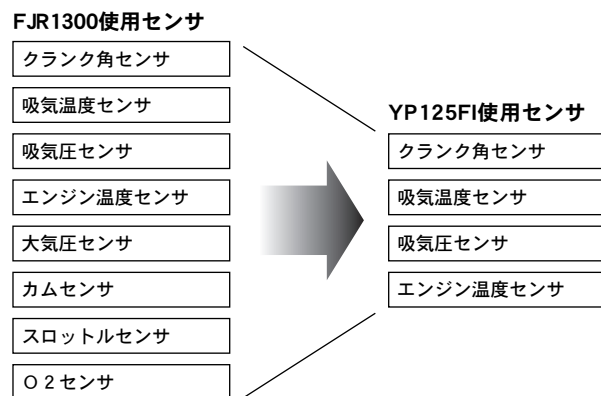 FJR1300使用センサ
クランク角センサ
吸気温度センサ
吸気圧センサ
エンジン温度センサ
大気圧センサ
カムセンサ
スロットルセンサ
O2センサ
YP125FI使用センサ
クランク角センサ
吸気温度センサ
吸気圧センサ
エンジン温度センサ